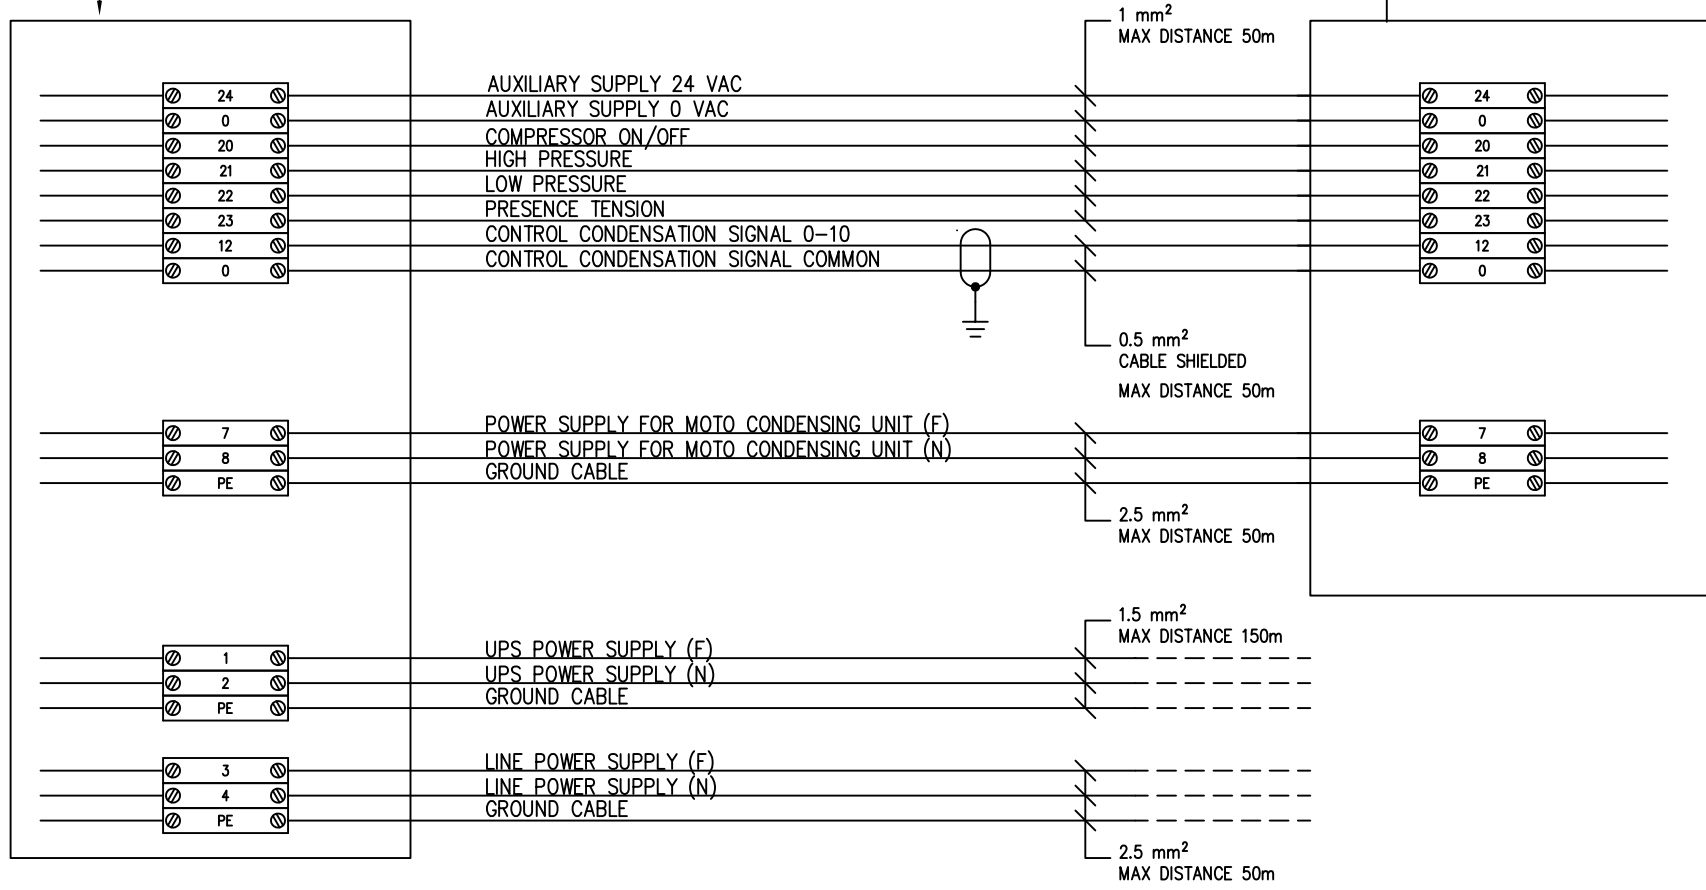 1 mm²
MAX DISTANCE 50m
24 AUXILIARY SUPPLY 24 VAC 24
0 AUXILIARY SUPPLY 0 VAC 0
20 COMPRESSOR ON/OFF 20
21 HIGH PRESSURE 21
22 LOW PRESSURE 22
23 PRESENCE TENSION 23
12 CONTROL CONDENSATION SIGNAL 0-10 12
0 CONTROL CONDENSATION SIGNAL COMMON 0
0.5 mm²
CABLE SHIELDED
MAX DISTANCE 50m
7 POWER SUPPLY FOR MOTO CONDENSING UNIT (F) 7
8 POWER SUPPLY FOR MOTO CONDENSING UNIT (N) 8
PE GROUND CABLE PE
2.5 mm²
MAX DISTANCE 50m
1.5 mm²
MAX DISTANCE 150m
1 UPS POWER SUPPLY (F)
2 UPS POWER SUPPLY (N)
PE GROUND CABLE
3 LINE POWER SUPPLY (F)
4 LINE POWER SUPPLY (N)
PE GROUND CABLE
2.5 mm²
MAX DISTANCE 50m